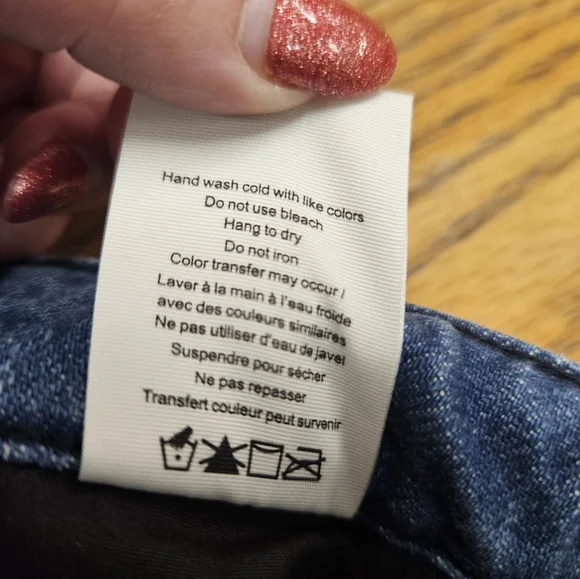 Hand wash cold with like colors
Do not use bleach
Hang to dry
Do not iron
Color transfer may occur /
Laver à la main à l'eau froide
avec des couleurs similaires
Ne pas utiliser d'eau de javel
Suspendre pour sécher
Ne pas repasser
Transfert couleur peut survenir